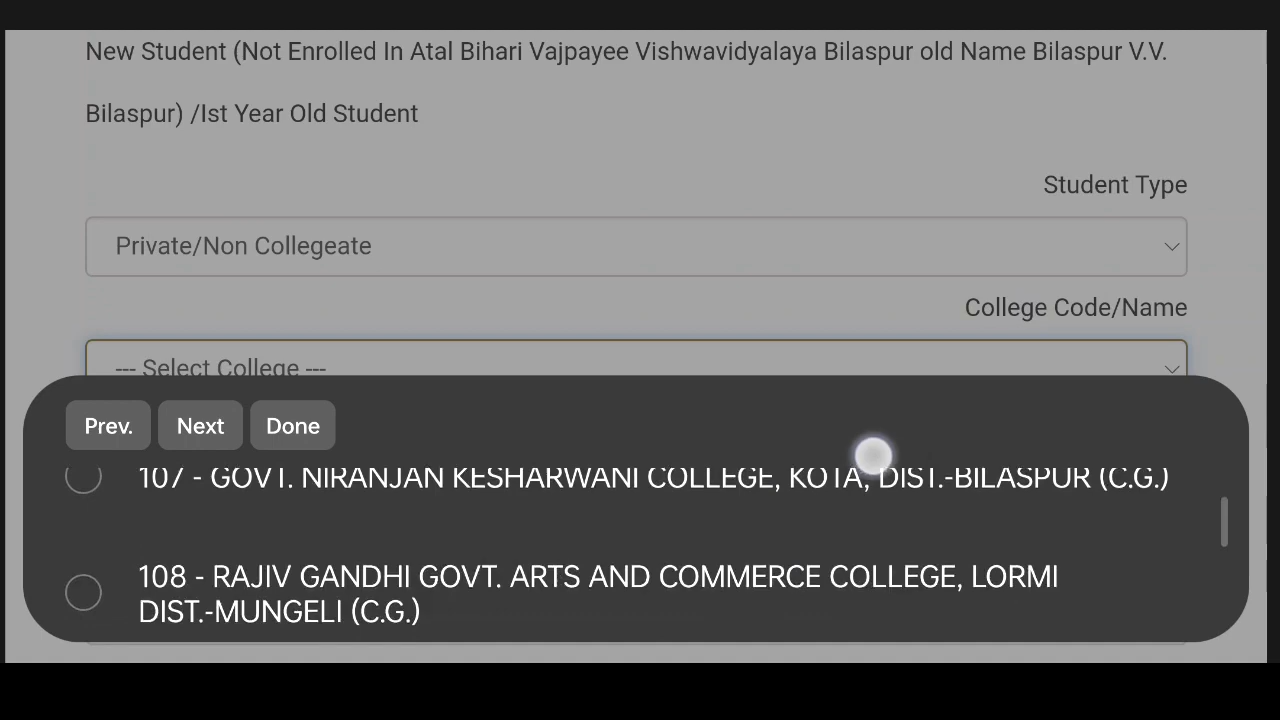 New Student (Not Enrolled In Atal Bihari Vajpayee Vishwavidyalaya Bilaspur old Name Bilaspur V.V.
Bilaspur) /Ist Year Old Student
Student Type
Private/Non Collegeate
College Code/Name
--- Select College ---
Prev.
Next
Done
107 - GOVT. NIRANJAN KESHARWANI COLLEGE, KOTA, DIST.-BILASPUR (C.G.)
108 - RAJIV GANDHI GOVT. ARTS AND COMMERCE COLLEGE, LORMI
DIST.-MUNGELI (C.G.)